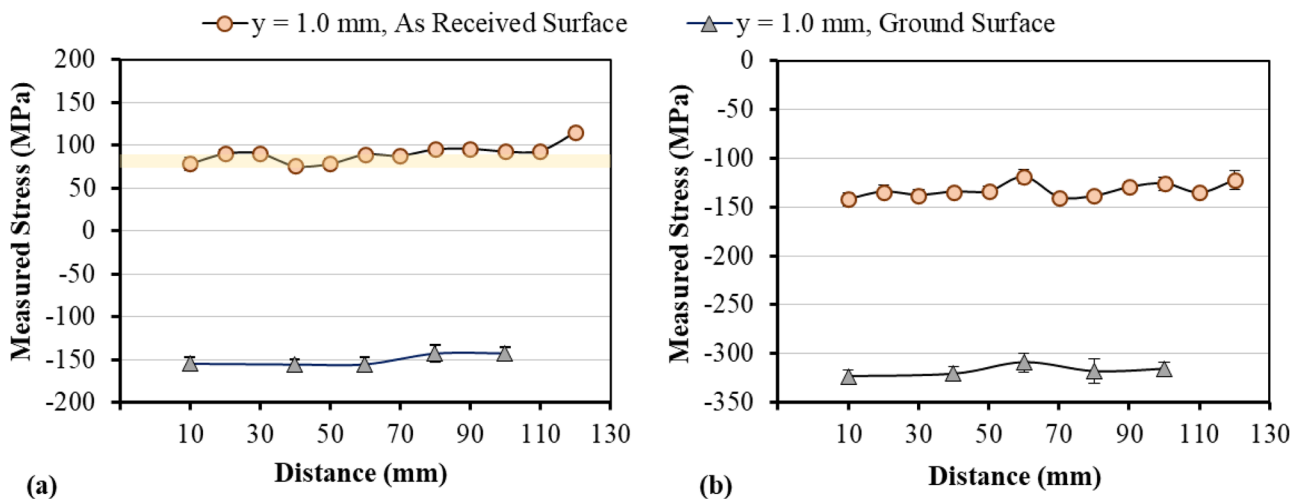 y = 1.0 mm, As Received Surface y = 1.0 mm, Ground Surface
Measured Stress (MPa)
200
150
100
50
0
-50
-100
-150
-200
10 30 50 70 90 110 130
Distance (mm)
(a)
Measured Stress (MPa)
0
-50
-100
-150
-200
-250
-300
-350
10 30 50 70 90 110 130
Distance (mm)
(b)